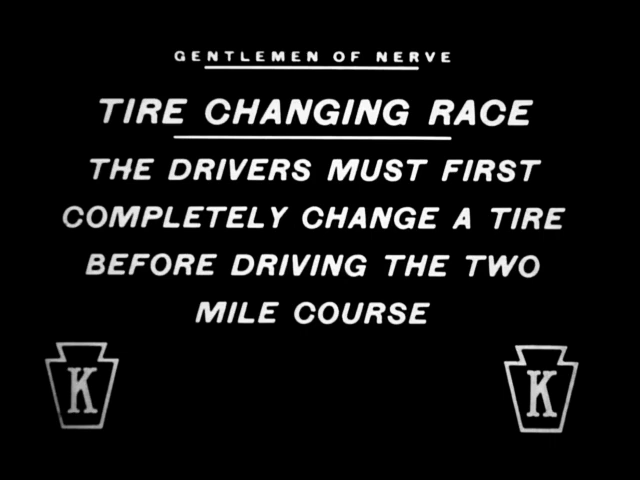 GENTLEMEN OF NERVE
TIRE CHANGING RACE
THE DRIVERS MUST FIRST
COMPLETELY CHANGE A TIRE
BEFORE DRIVING THE TWO
MILE COURSE
K K